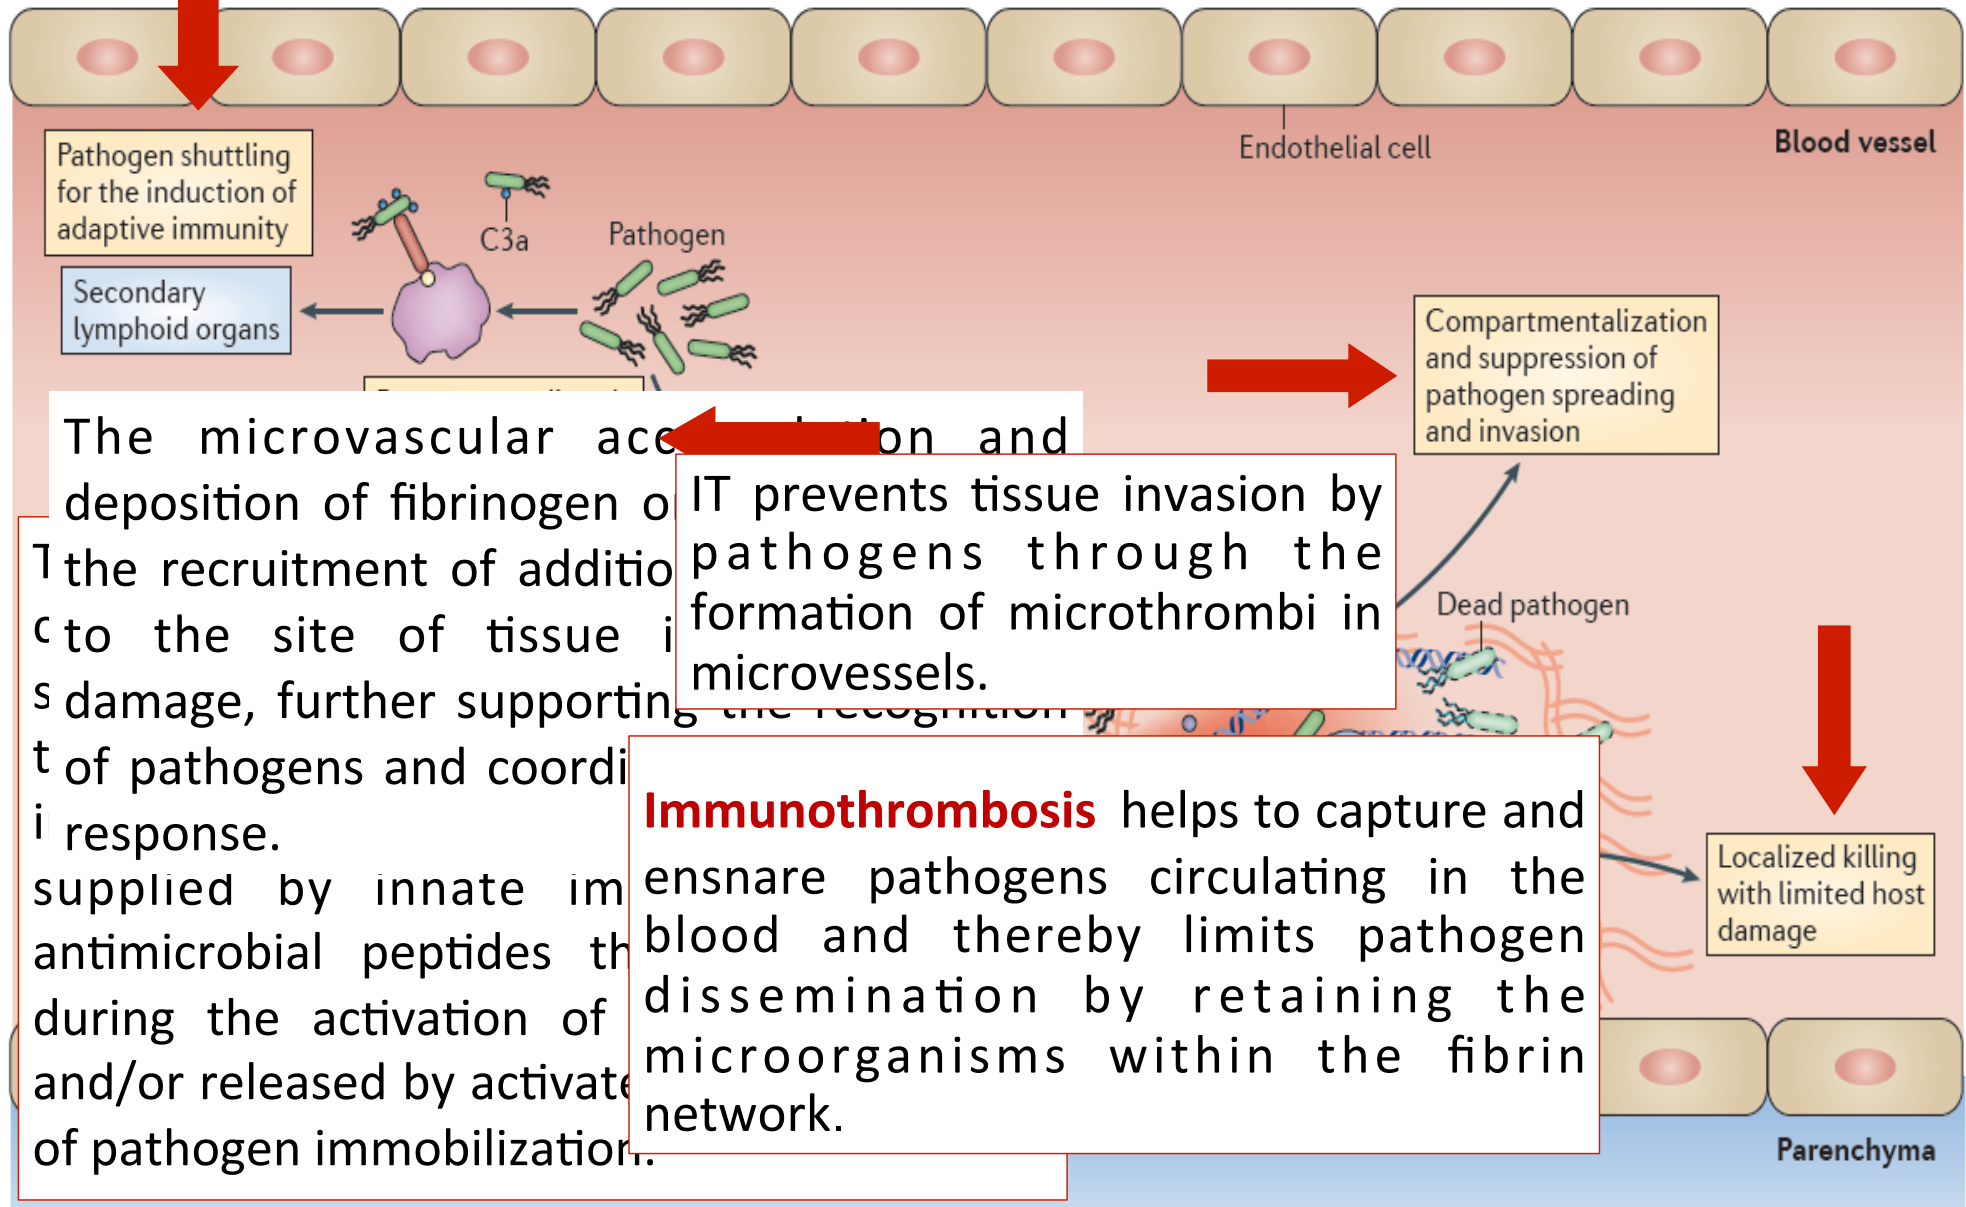 Endothelial cell
Blood vessel
Pathogen shuttling
for the induction of
adaptive immunity
C3a
Pathogen
Secondary
lymphoid organs
Compartmentalization
and suppression of
pathogen spreading
and invasion
The microvascular and
deposition of fibrinogen
the recruitment of
to the site of tissue
damage, further supporting the recognition
of pathogens and
response.
IT prevents tissue invasion by
pathogens through the
formation of microthrombi in
microvessels.
Dead pathogen
supplied by innate
antimicrobial peptides
during the activation of
and/or released by
of pathogen immobilization.
Immunothrombosis helps to capture and
ensnare pathogens circulating in the
blood and thereby limits pathogen
dissemination by retaining the
microorganisms within the fibrin
network.
Localized killing
with limited host
damage
Parenchyma